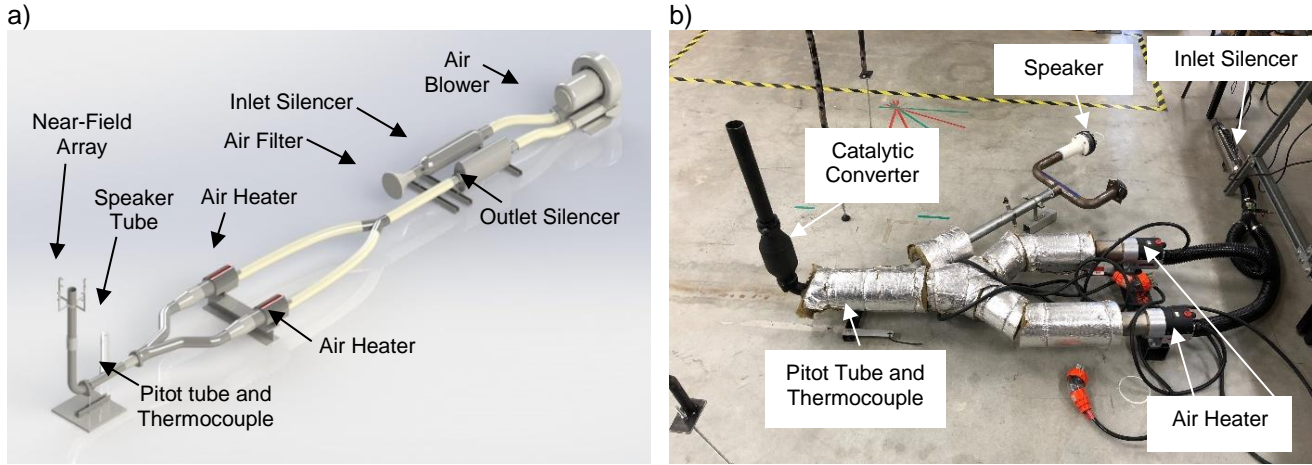 a)
Air
Blower
Inlet Silencer
Near-Field
Array
Air Filter
Speaker
Tube
Air Heater
Outlet Silencer
Air Heater
Pitot tube and
Thermocouple
b)
Speaker
Inlet Silencer
Catalytic
Converter
Pitot Tube and
Thermocouple
Air Heater